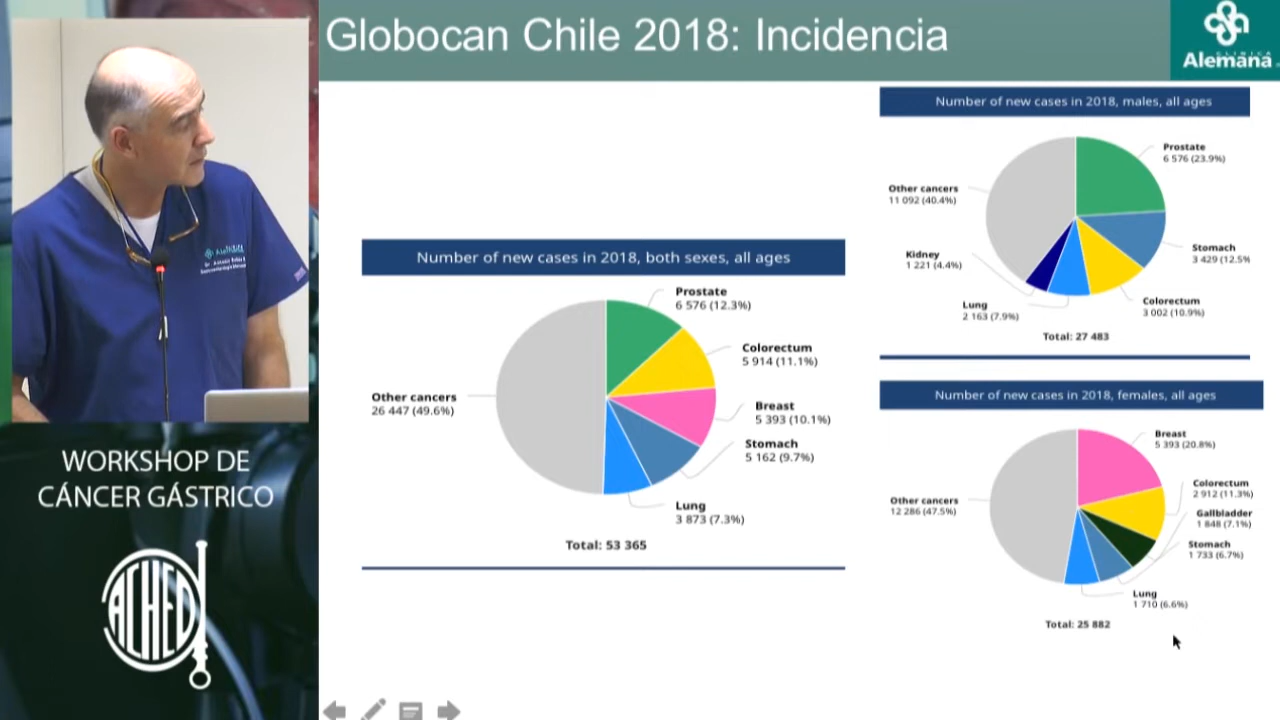 Globocan Chile 2018: Incidencia
CLINICA
Alemana
WORKSHOP DE
CÁNCER GÁSTRICO
ACHED
Number of new cases in 2018, both sexes, all ages
Prostate
6 576 (12.3%)
Colorectum
5 914 (11.1%)
Breast
5 393 (10.1%)
Stomach
5 162 (9.7%)
Lung
3 873 (7.3%)
Other cancers
26 447 (49.6%)
Total: 53 365
Number of new cases in 2018, males, all ages
Prostate
6 576 (23.9%)
Stomach
3 429 (12.5%
Colorectum
3 002 (10.9%)
Lung
2 163 (7.9%)
Kidney
1 221 (4.4%)
Other cancers
11 092 (40.4%)
Total: 27 483
Number of new cases in 2018, females, all ages
Breast
5 393 (20.8%)
Colorectum
2 912 (11.3%)
Gallbladder
1 848 (7.1%)
Stomach
1 733 (6.7%)
Lung
1 710 (6.6%)
Other cancers
12 286 (47.5%)
Total: 25 882